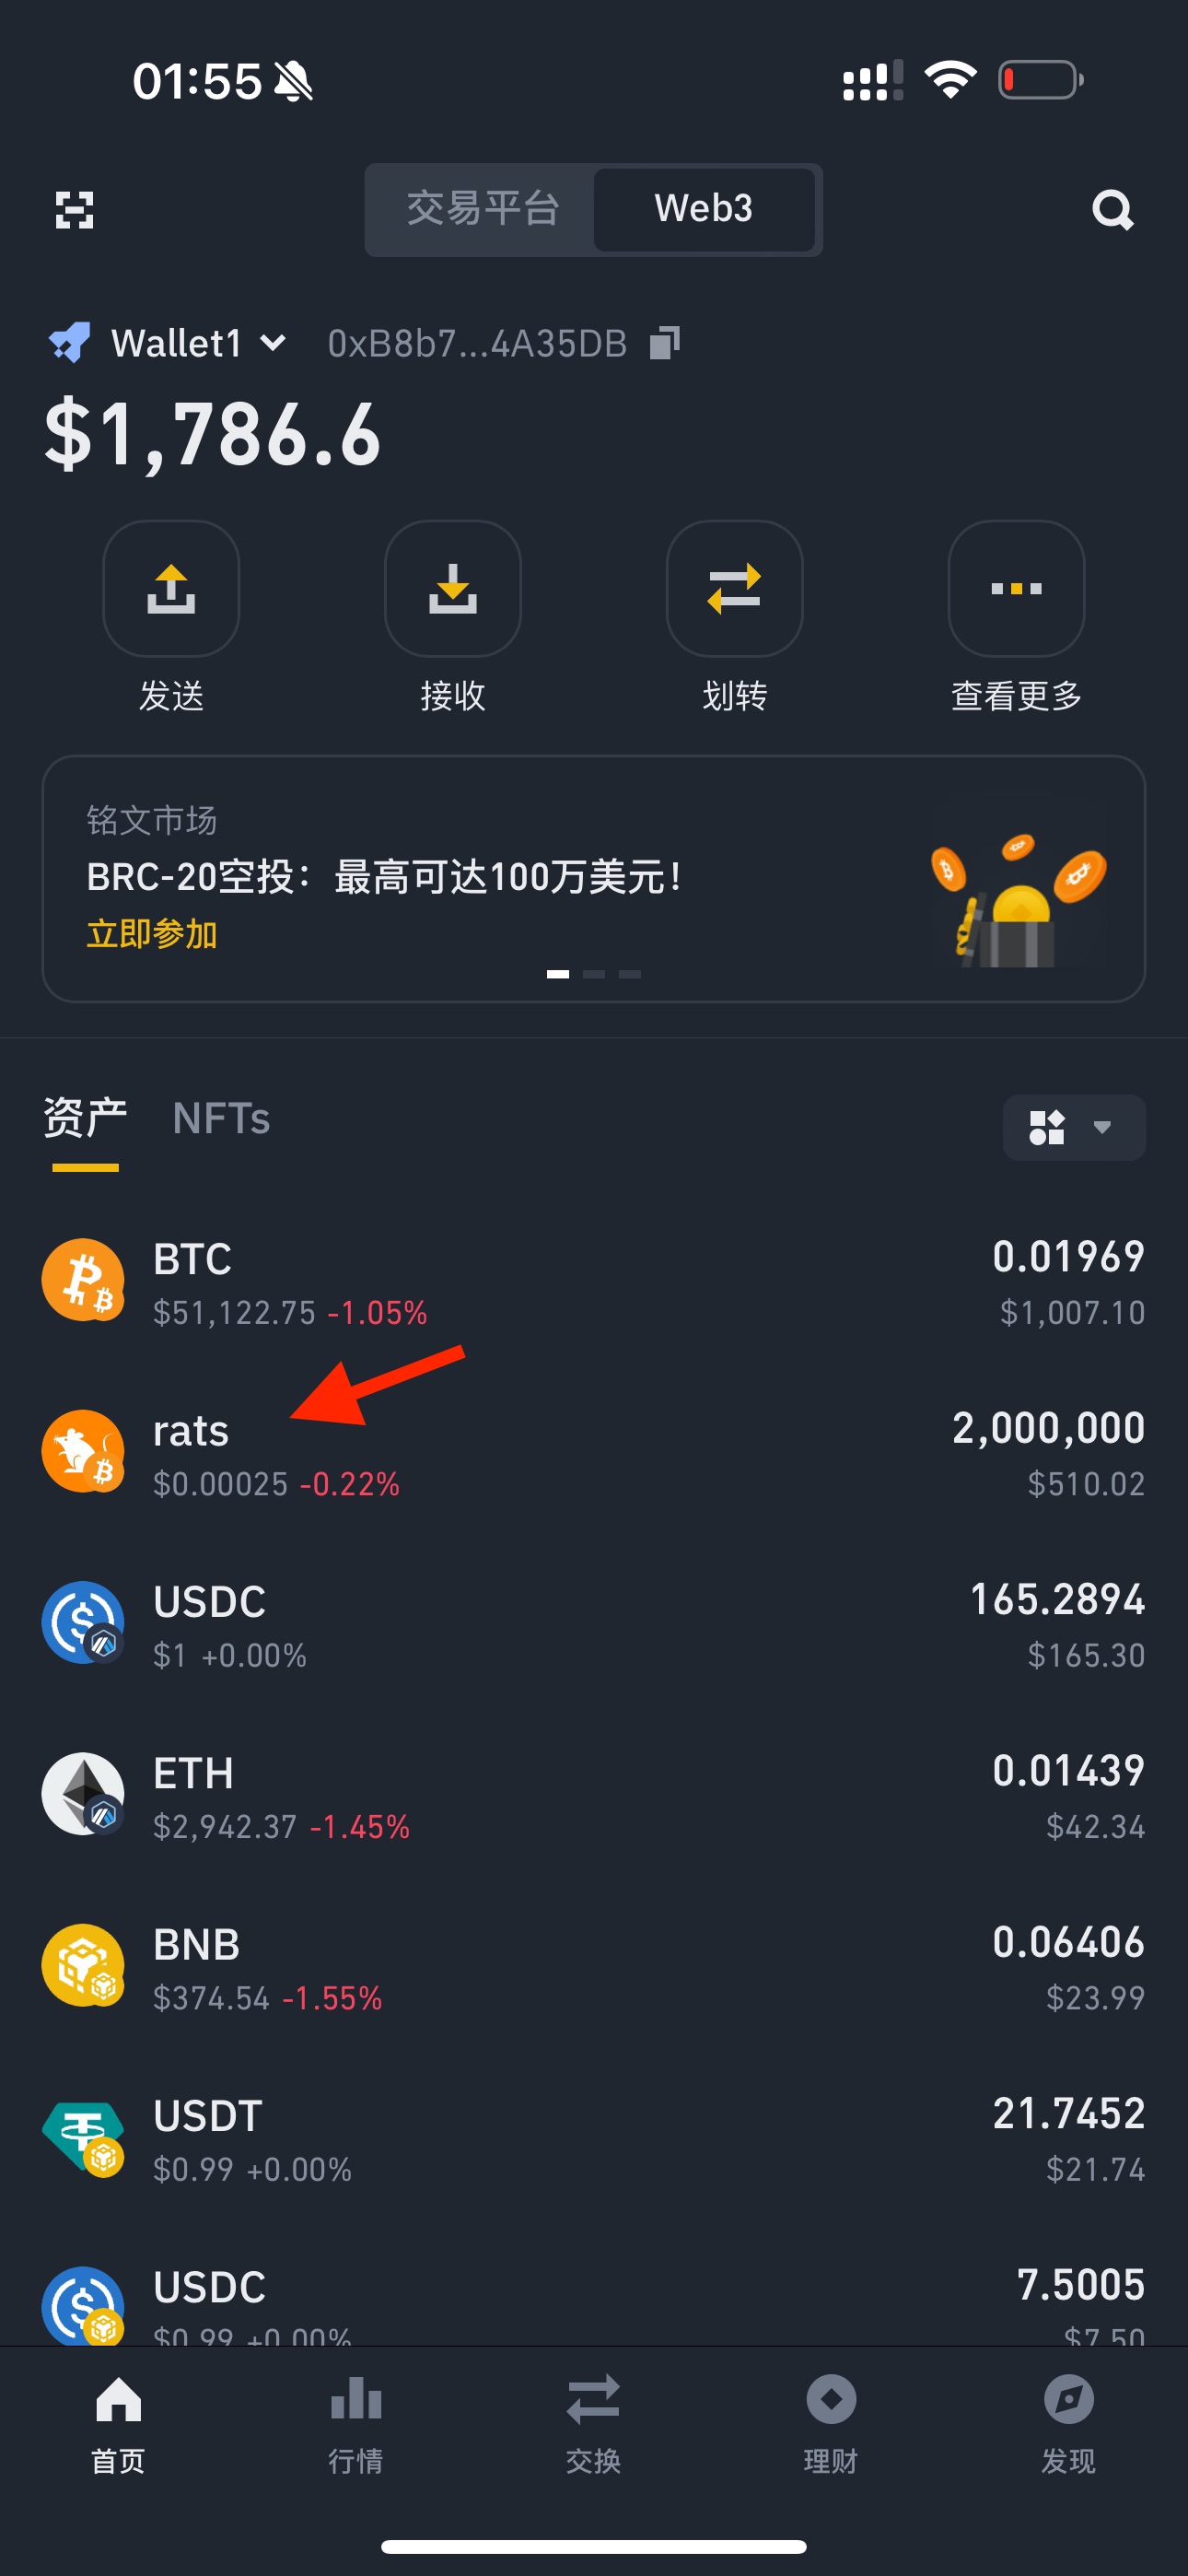 01:55
交易平台 Web3
Wallet1 0xB8b7...4A35DB
$1,786.6
发送 接收 划转 查看更多
铭文市场
BRC-20空投：最高可达100万美元！
立即参加
资产 NFTs
BTC 0.01969
$51,122.75 -1.05% $1,007.10
rats 2,000,000
$0.00025 -0.22% $510.02
USDC 165.2894
$1 +0.00% $165.30
ETH 0.01439
$2,942.37 -1.45% $42.34
BNB 0.06406
$374.54 -1.55% $23.99
USDT 21.7452
$0.99 +0.00% $21.74
USDC 7.5005
$0.99 +0.00% $7.50
首页 行情 交换 理财 发现